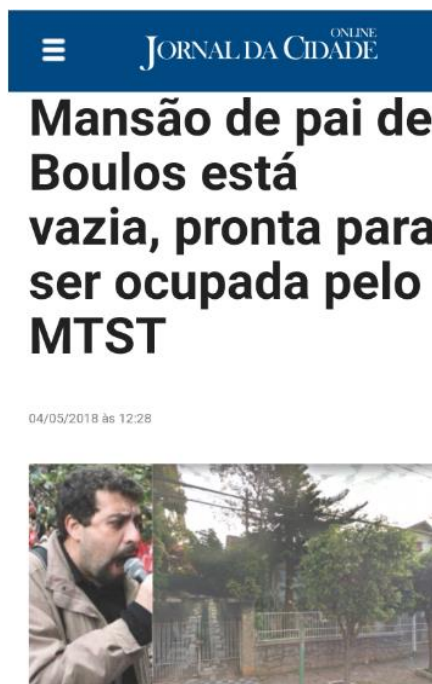 ONLINE
JORNAL DA CIDADE
Mansão de pai de
Boulos está
vazia, pronta para
ser ocupada pelo
MTST
04/05/2018 às 12:28